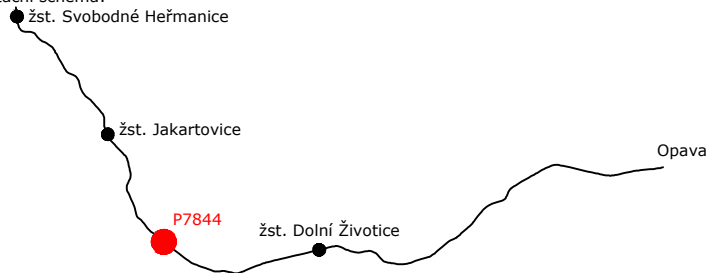 žst. Svobodné Heřmanice
žst. Jakartovice
Opava
P7844
žst. Dolní Životice